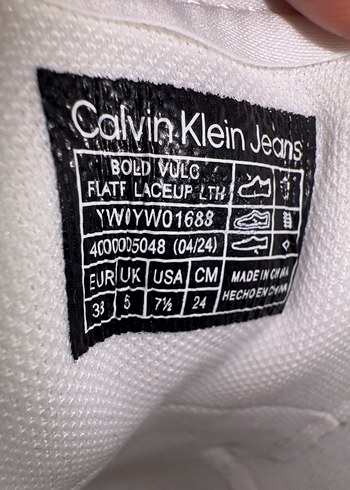 Calvin Klein Jeans
BOLD VULC
FlATF LACEUP LTH
YW0YW01688
40000D5048 (04/24)
EUR UK USA CM
38 5 7½ 24
MADE IN CHINA
HECHO EN CHINA